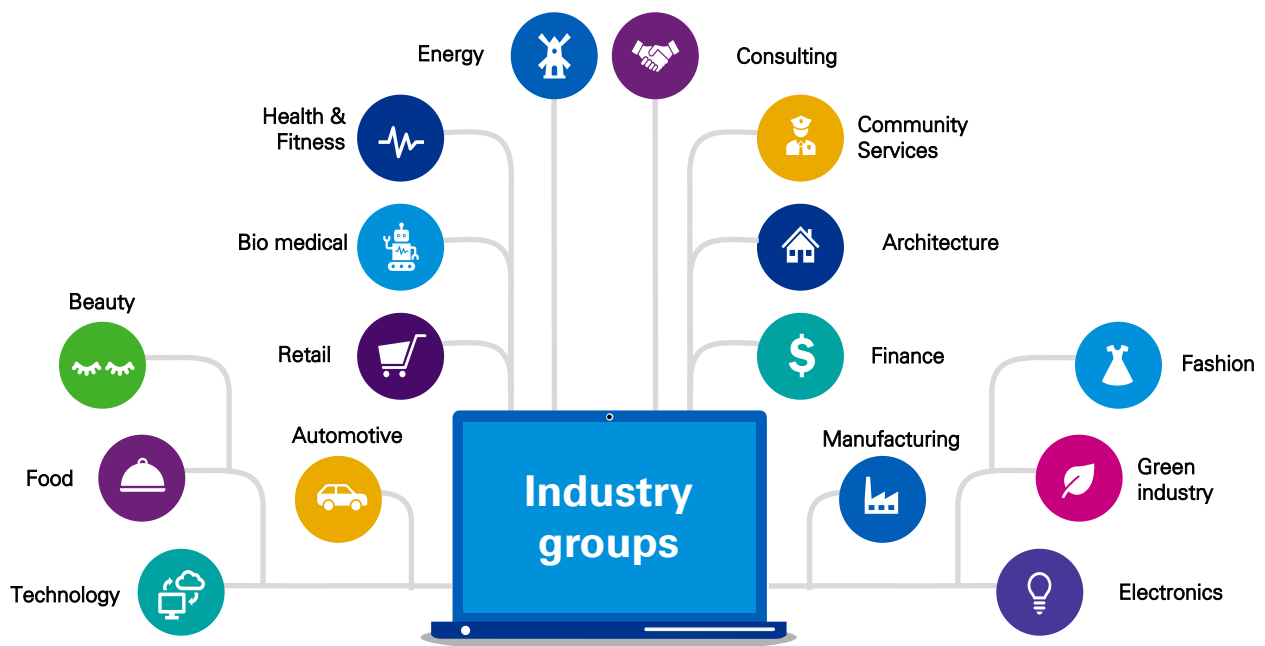 Energy
Consulting
Health &
Fitness
Community
Services
Bio medical
Architecture
Beauty
Retail
Finance
Fashion
Automotive
Manufacturing
Food
Green
industry
Industry
groups
Technology
Electronics